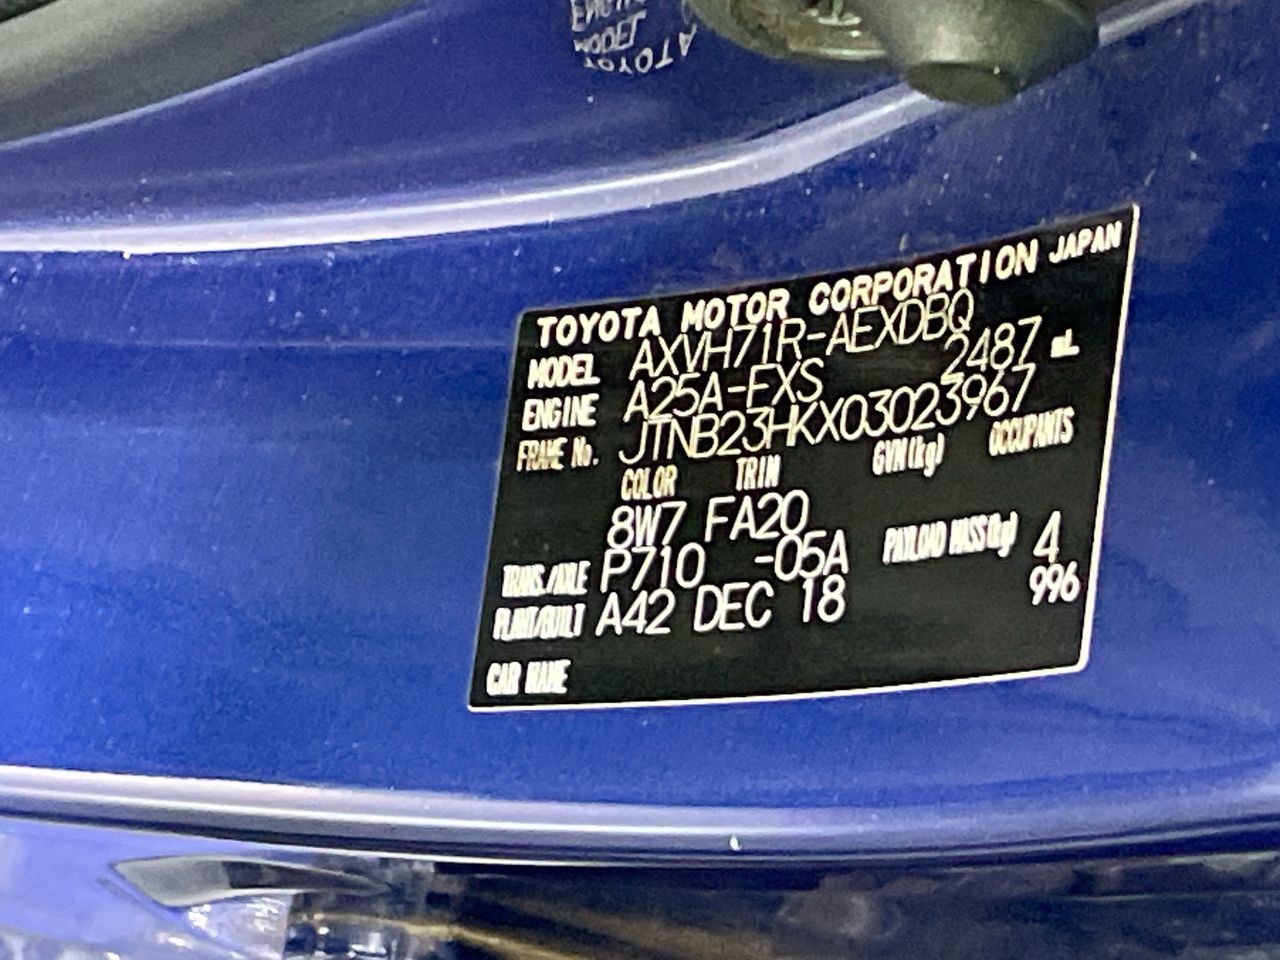 TOYOTA MOTOR CORPORATION JAPAN
MODEL AXVH71R-AEXDBQ
ENGINE A25A-FXS 2487 mL
FRAME No. JTNB23HKX03023967
COLOR TRIM GVM(kg) OCCUPANTS
8W7 FA20
TRANS./AXLE P710 -05A PAYLOAD MASS(kg) 4
PLANT/BUILT A42 DEC 18 996
CAR NAME